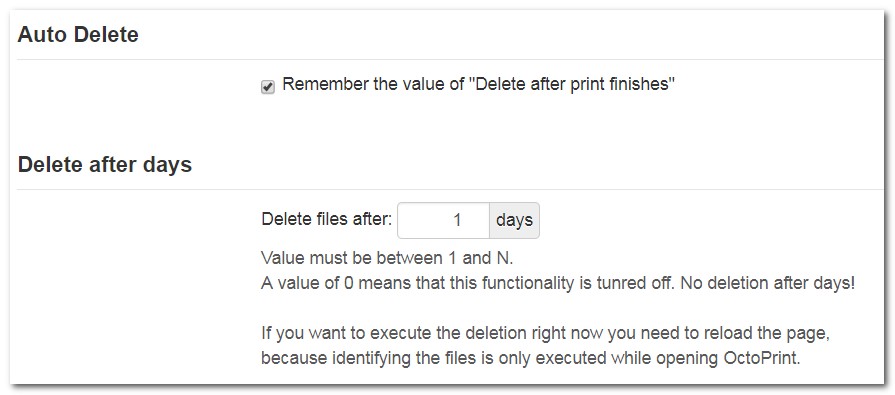 Auto Delete
Remember the value of "Delete after print finishes"
Delete after days
Delete files after: 1 days
Value must be between 1 and N.
A value of 0 means that this functionality is tunred off. No deletion after days!
If you want to execute the deletion right now you need to reload the page,
because identifying the files is only executed while opening OctoPrint.